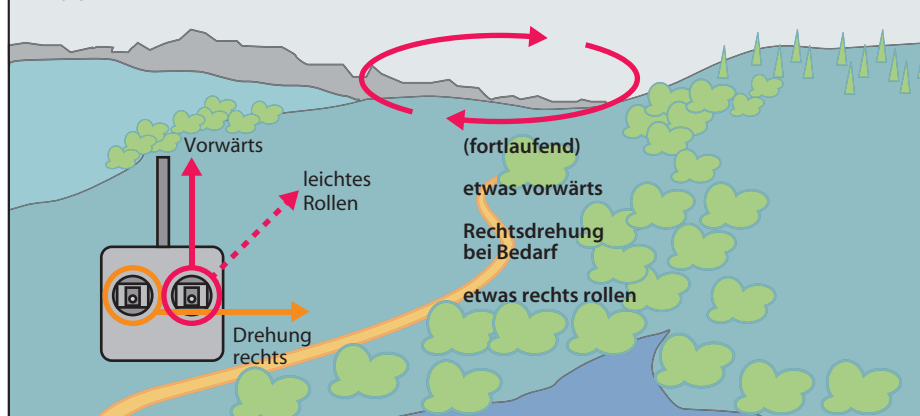 Vorwärts
leichtes
Rollen
Drehung
rechts
(fortlaufend)
etwas vorwärts
Rechtsdrehung
bei Bedarf
etwas rechts rollen